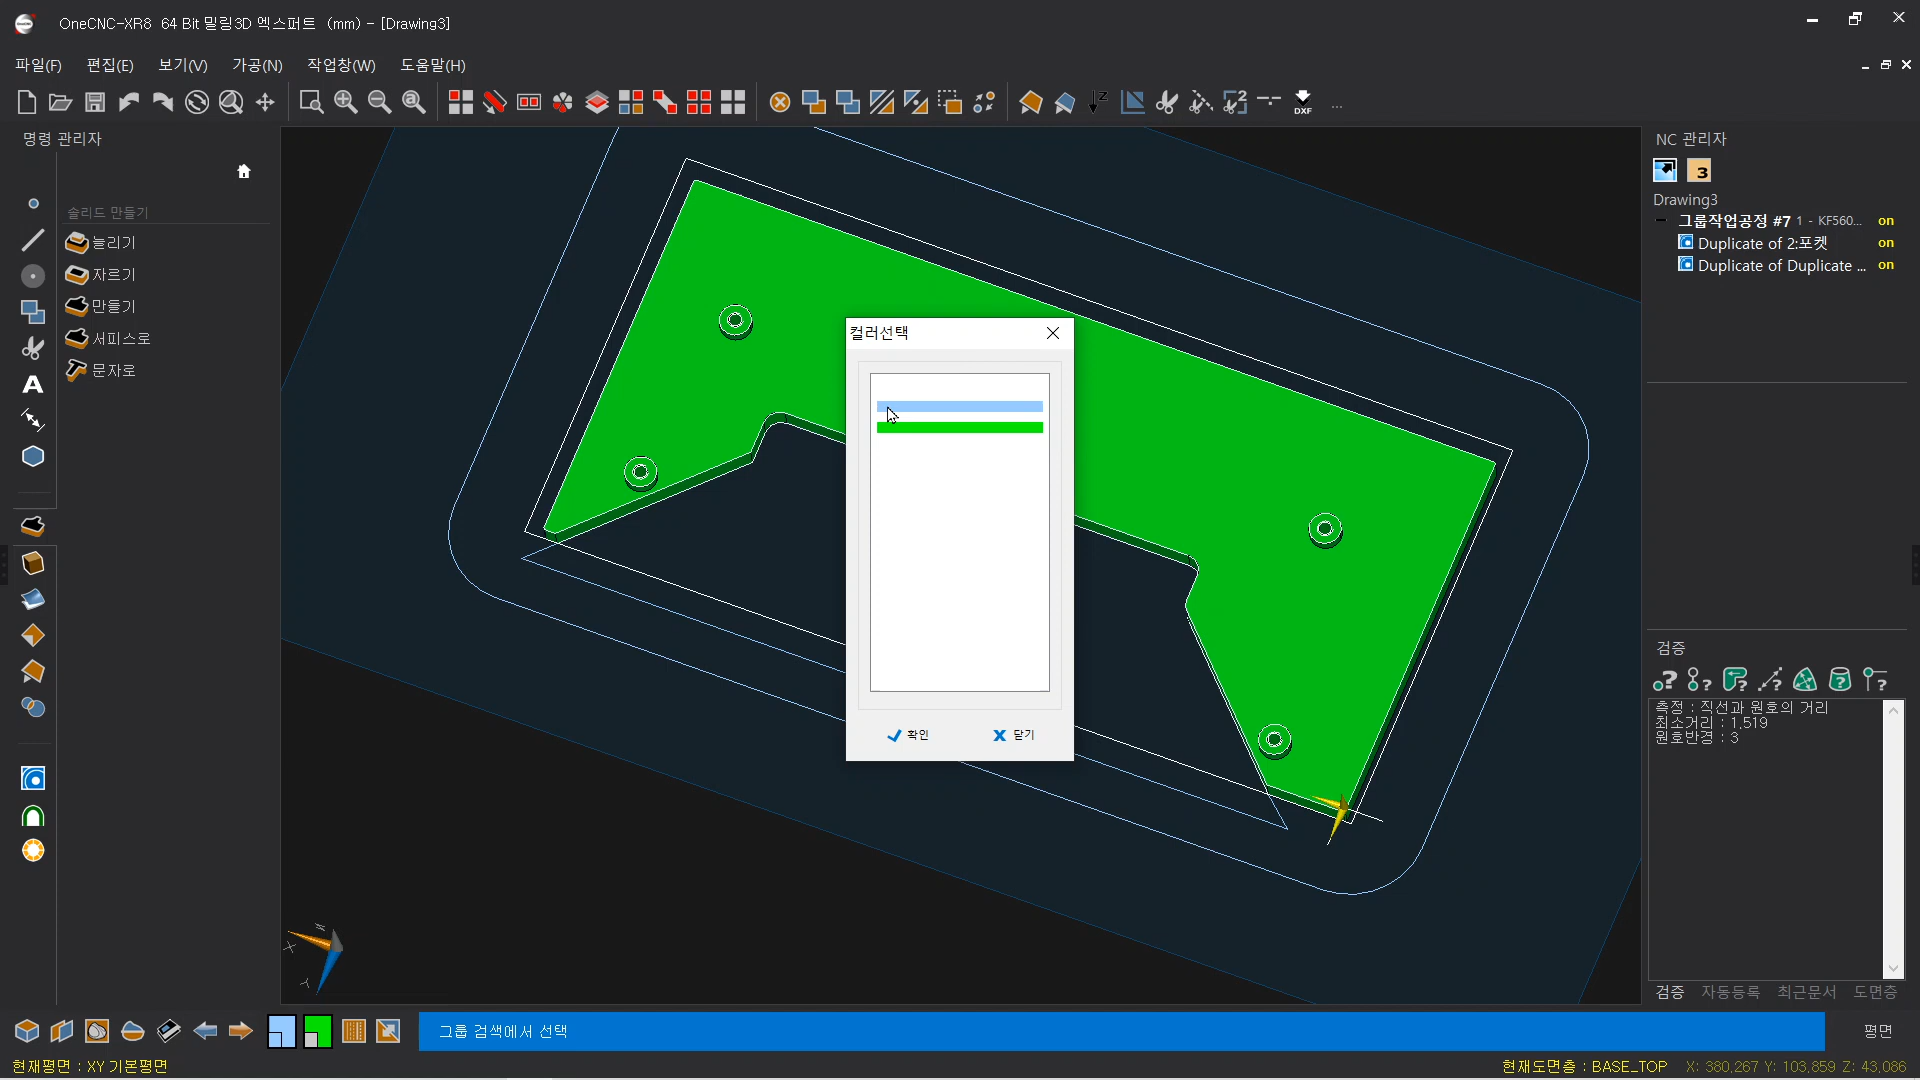 OneCNC-XR8 64 Bit 밀링3D 엑스퍼트 (mm) - [Drawing3]
파일(F) 편집(E) 보기(V) 가공(N) 작업창(W) 도움말(H)
DXF
...
명령 관리자
솔리드 만들기
늘리기
자르기
만들기
서피스로
문자로
컬러선택
확인 닫기
NC 관리자
3
Drawing3
그룹작업공정 #7 1 - KF560... on
Duplicate of 2:포켓 on
Duplicate of Duplicate ... on
검증
측정 : 직선과 원호의 거리
최소거리 : 1,519
원호반경 : 3
검증 자동등록 최근문서 도면층
X
Y
그룹 검색에서 선택
평면
현재평면 : XY 기본평면
현재도면층 : BASE_TOP X: 380,267 Y: 103,859 Z: 43,086